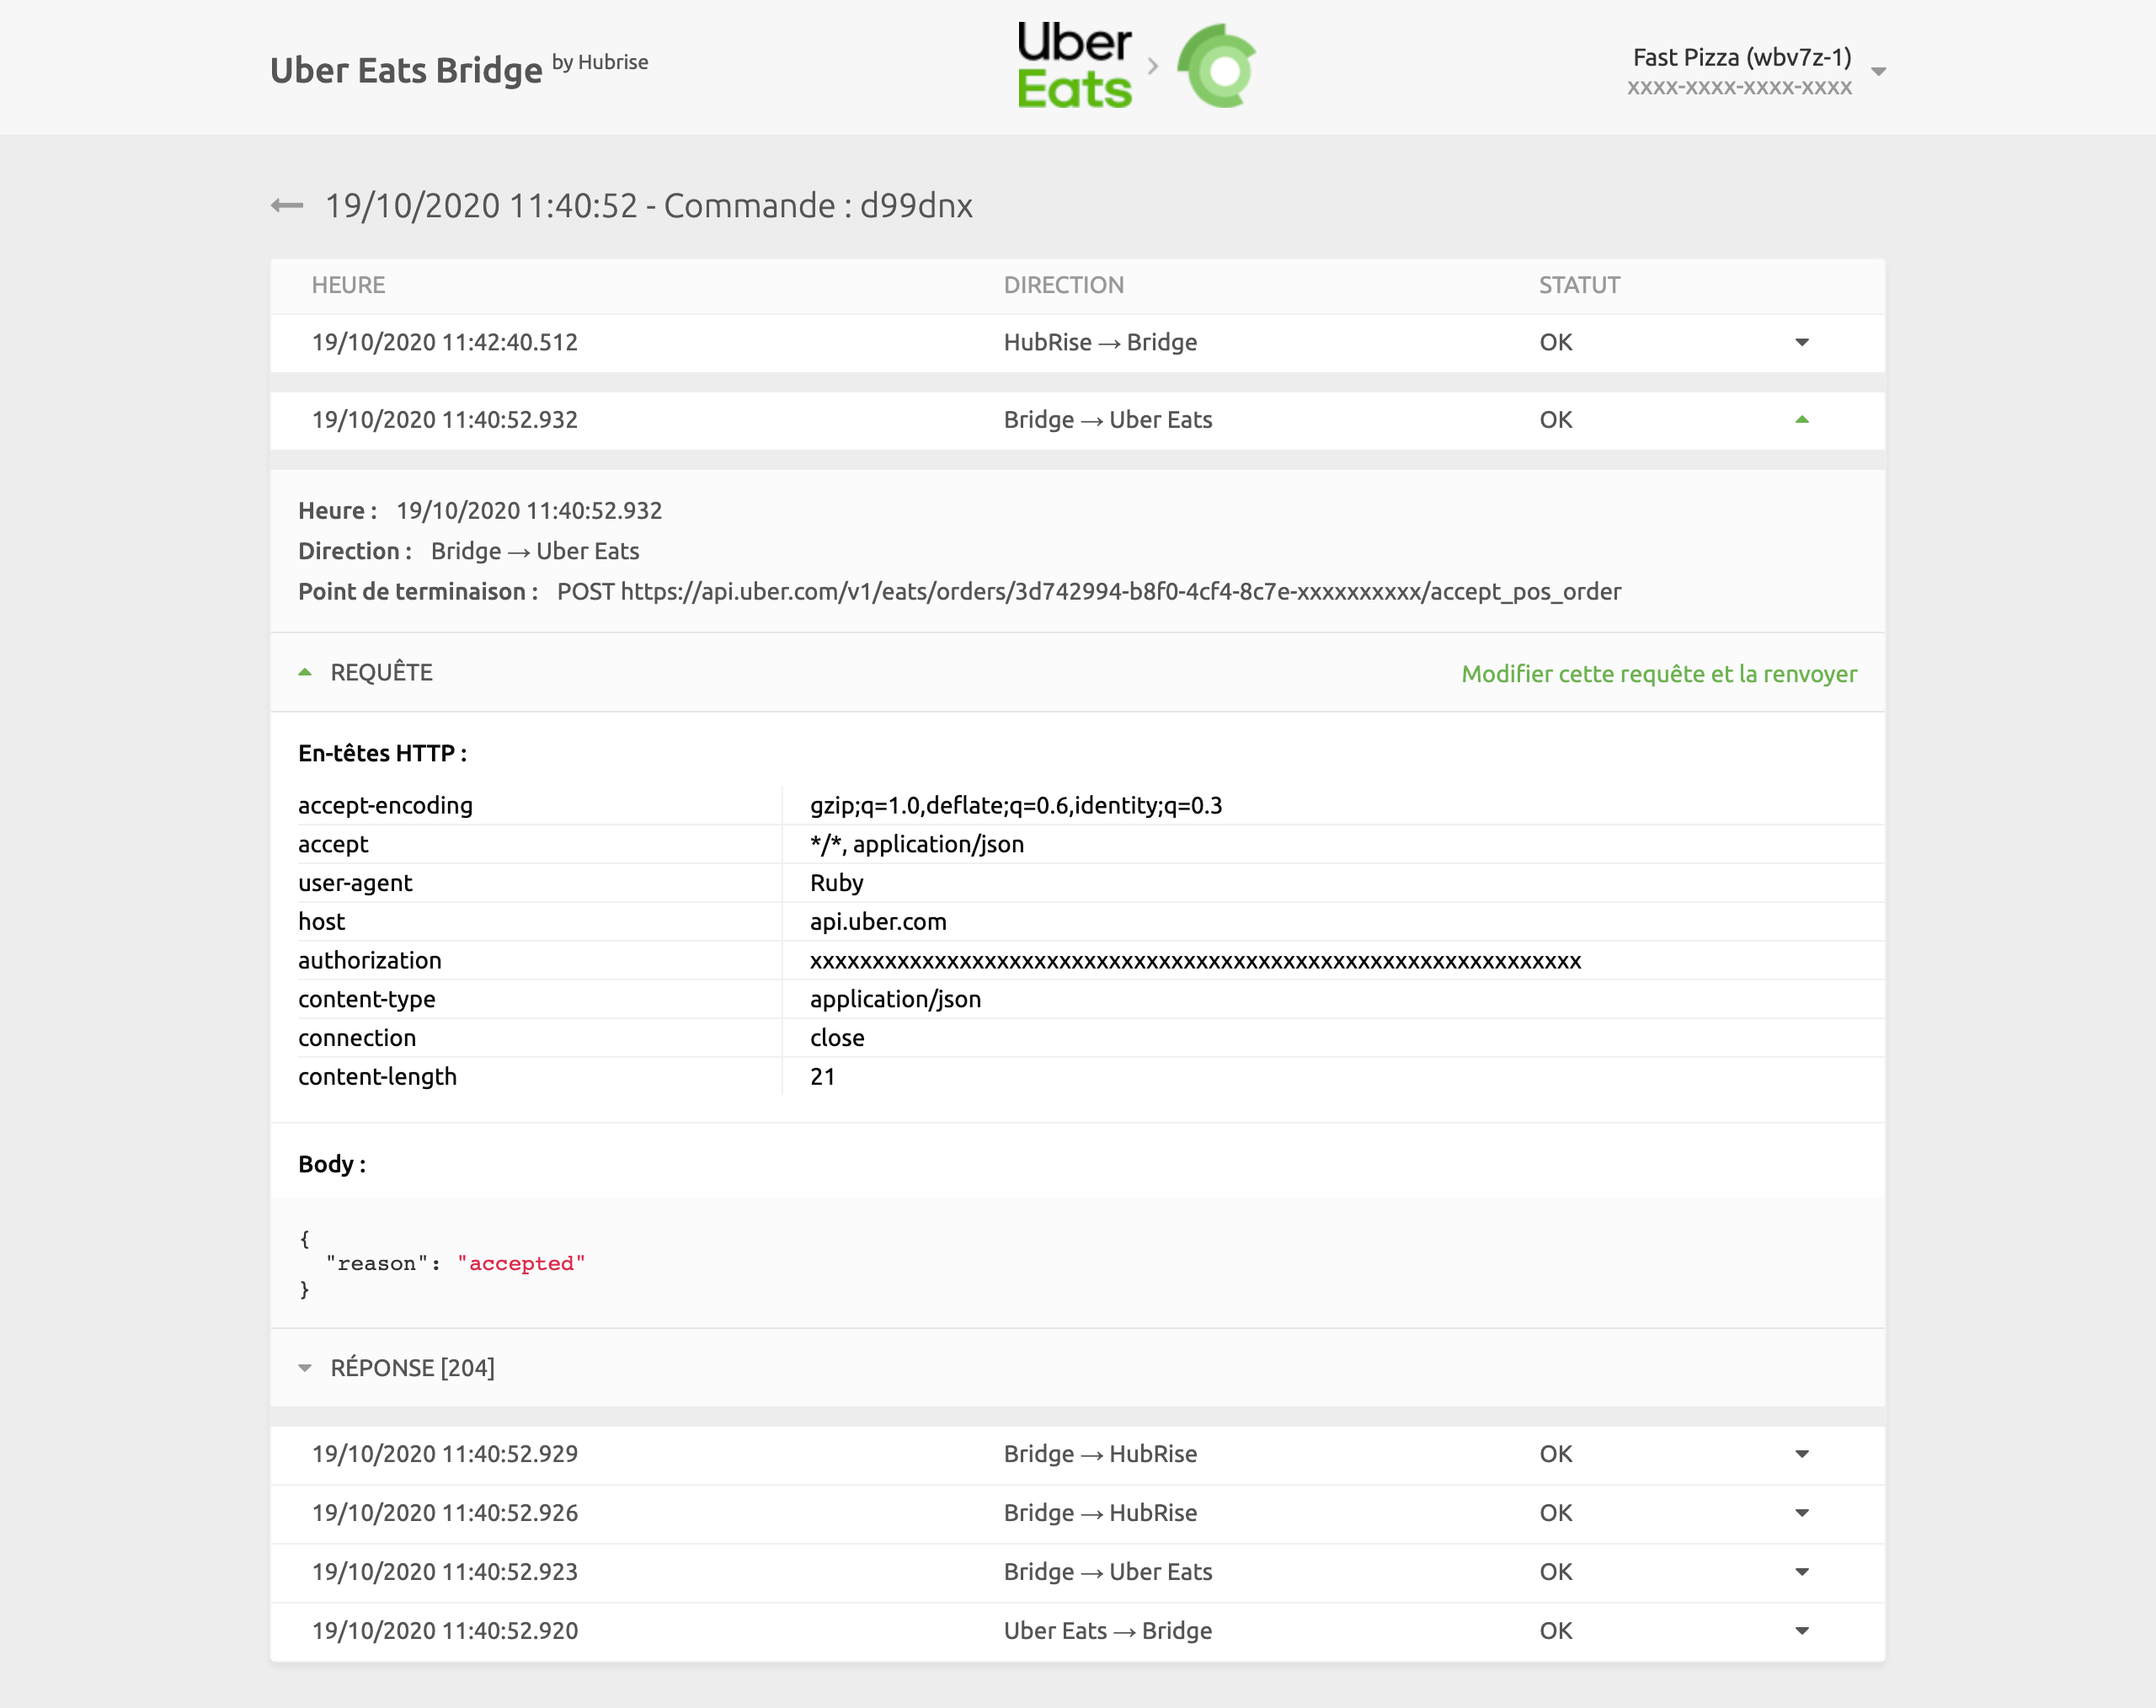 Uber Eats Bridge by Hubrise
Uber
Eats
Fast Pizza (wbv7z-1)
xxxx-xxxx-xxxx-xxxx
19/10/2020 11:40:52 - Commande : d99dnx
HEURE DIRECTION STATUT
19/10/2020 11:42:40.512 HubRise → Bridge OK
19/10/2020 11:40:52.932 Bridge → Uber Eats OK
Heure : 19/10/2020 11:40:52.932
Direction : Bridge → Uber Eats
Point de terminaison : POST https://api.uber.com/v1/eats/orders/3d742994-b8f0-4cf4-8c7e-xxxxxxxxxx/accept_pos_order
REQUÊTE Modifier cette requête et la renvoyer
En-têtes HTTP :
accept-encoding gzip;q=1.0,deflate;q=0.6,identity;q=0.3
accept */*, application/json
user-agent Ruby
host api.uber.com
authorization xxxxxxxxxxxxxxxxxxxxxxxxxxxxxxxxxxxxxxxxxxxxxxxxxxxxxxxxxxxxxx
content-type application/json
connection close
content-length 21
Body :
{
"reason": "accepted"
}
RÉPONSE [204]
19/10/2020 11:40:52.929 Bridge → HubRise OK
19/10/2020 11:40:52.926 Bridge → HubRise OK
19/10/2020 11:40:52.923 Bridge → Uber Eats OK
19/10/2020 11:40:52.920 Uber Eats → Bridge OK